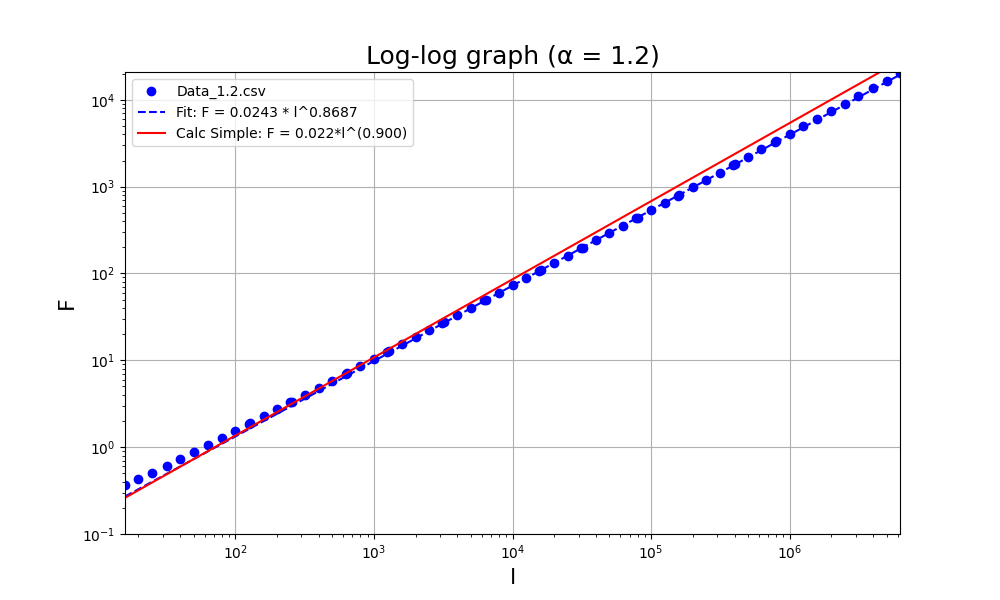 Log-log graph (α = 1.2)
Data_1.2.csv
Fit: F = 0.0243 * l^0.8687
Calc Simple: F = 0.022*l^(0.900)
F
10⁴
10³
10²
10¹
10⁰
10⁻¹
10² 10³ 10⁴ 10⁵ 10⁶
l